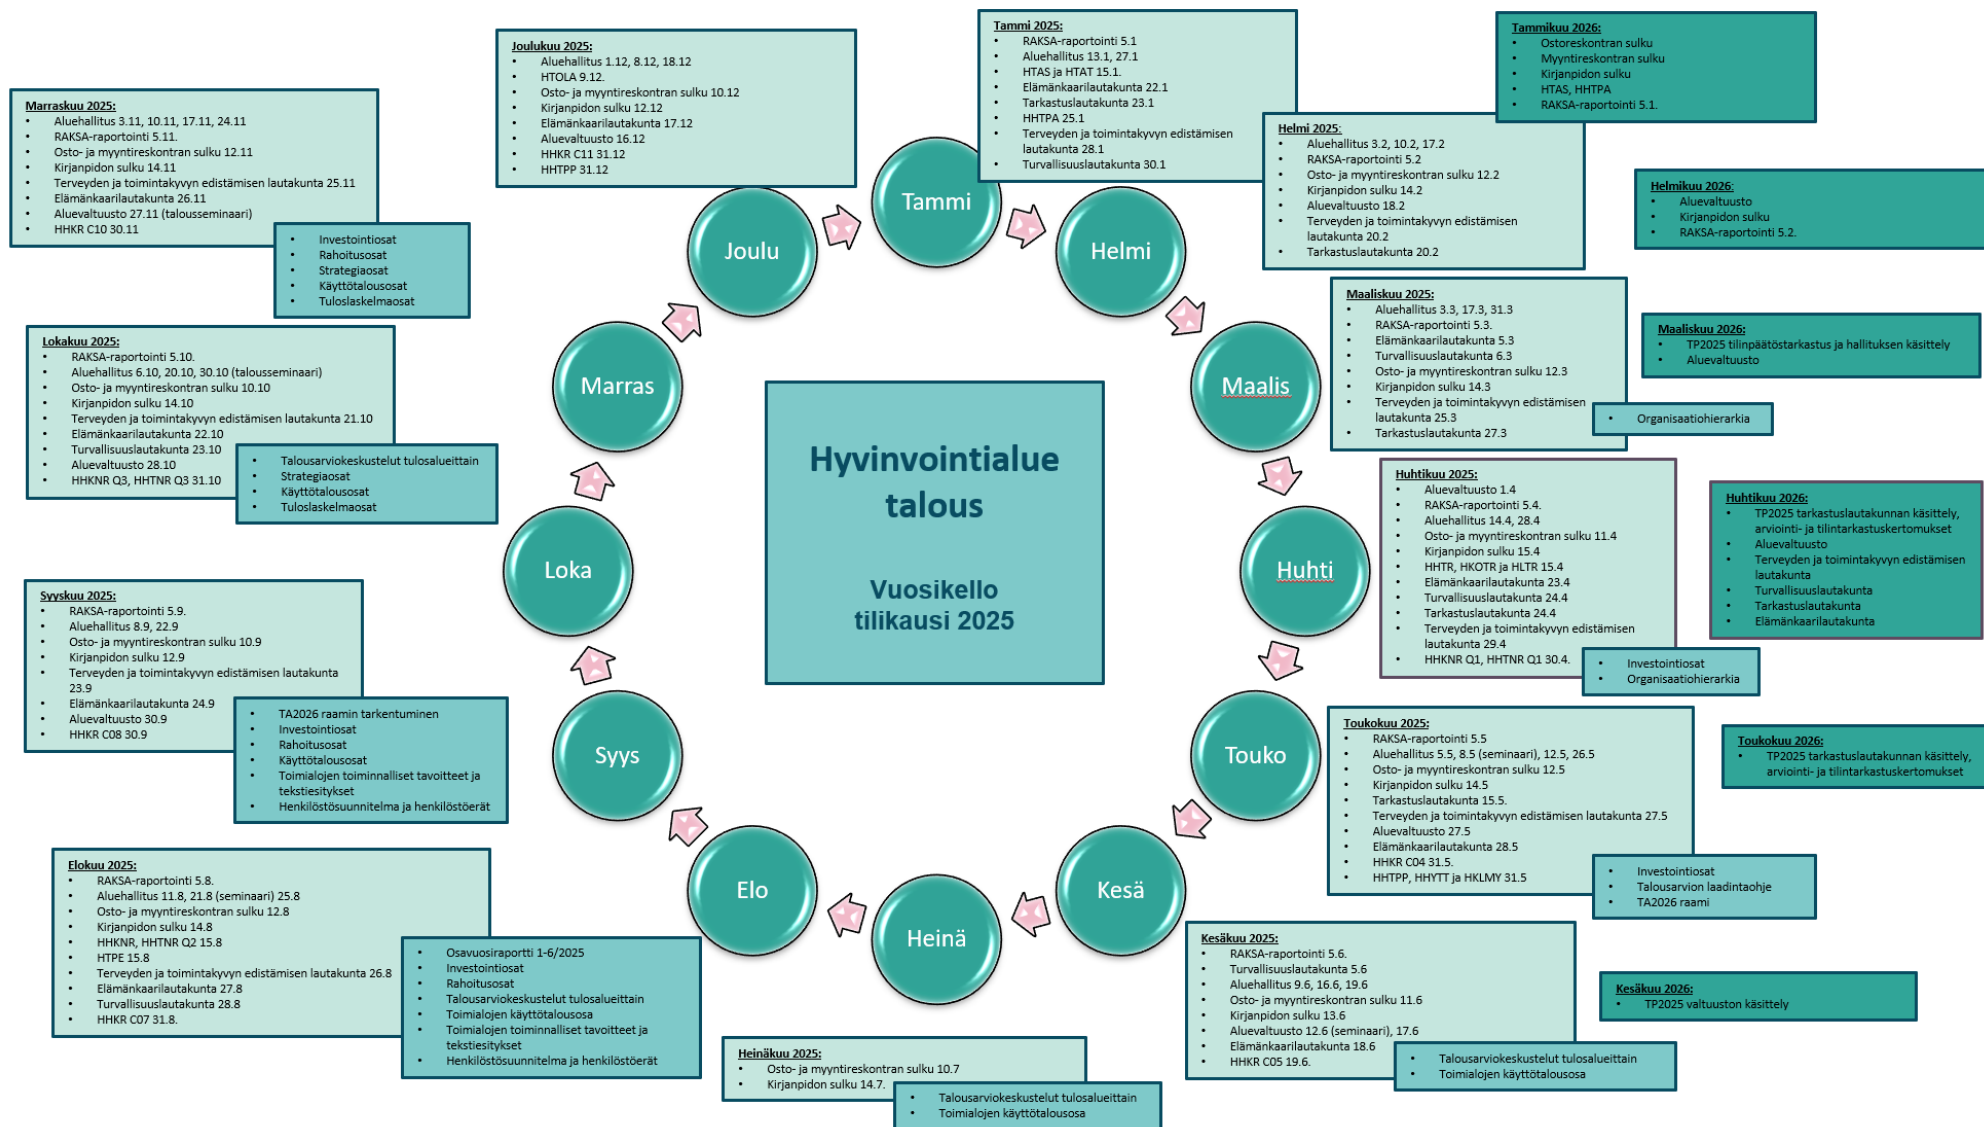 Hyvinvointialue
talous
Vuosikello
tilikausi 2025
Tammi
Helmi
Maalis
Huhti
Touko
Kesä
Heinä
Elo
Syys
Loka
Marras
Joulu
Tammi 2025:
• RAKSA-raportointi 5.1
• Aluehallitus 13.1, 27.1
• HTAS ja HTAT 15.1.
• Elämänkaarilautakunta 22.1
• Tarkastuslautakunta 23.1
• HHTPA 25.1
• Terveyden ja toimintakyvyn edistämisen
lautakunta 28.1
• Turvallisuuslautakunta 30.1
Tammikuu 2026:
• Ostoreskontran sulku
• Myyntireskontran sulku
• Kirjanpidon sulku
• HTAS, HHTPA
• RAKSA-raportointi 5.1.
Helmi 2025:
• Aluehallitus 3.2, 10.2, 17.2
• RAKSA-raportointi 5.2
• Osto- ja myyntireskontran sulku 12.2
• Kirjanpidon sulku 14.2
• Aluevaltuusto 18.2
• Terveyden ja toimintakyvyn edistämisen
lautakunta 20.2
• Tarkastuslautakunta 20.2
Helmikuu 2026:
• Aluevaltuusto
• Kirjanpidon sulku
• RAKSA-raportointi 5.2.
Maaliskuu 2025:
• Aluehallitus 3.3, 17.3, 31.3
• RAKSA-raportointi 5.3.
• Elämänkaarilautakunta 5.3
• Turvallisuuslautakunta 6.3
• Osto- ja myyntireskontran sulku 12.3
• Kirjanpidon sulku 14.3
• Terveyden ja toimintakyvyn edistämisen
lautakunta 25.3
• Tarkastuslautakunta 27.3
• Organisaatiohierarkia
Maaliskuu 2026:
• TP2025 tilinpäätöstarkastus ja hallituksen käsittely
• Aluevaltuusto
Huhtikuu 2025:
• Aluevaltuusto 1.4
• RAKSA-raportointi 5.4.
• Aluehallitus 14.4, 28.4
• Osto- ja myyntireskontran sulku 11.4
• Kirjanpidon sulku 15.4
• HHTR, HKOTR ja HLTR 15.4
• Elämänkaarilautakunta 23.4
• Turvallisuuslautakunta 24.4
• Tarkastuslautakunta 24.4
• Terveyden ja toimintakyvyn edistämisen
lautakunta 29.4
• HHKNR Q1, HHTNR Q1 30.4.
• Investointiosat
• Organisaatiohierarkia
Huhtikuu 2026:
• TP2025 tarkastuslautakunnan käsittely,
arviointi- ja tilintarkastuskertomukset
• Aluevaltuusto
• Terveyden ja toimintakyvyn edistämisen
lautakunta
• Turvallisuuslautakunta
• Tarkastuslautakunta
• Elämänkaarilautakunta
Toukokuu 2025:
• RAKSA-raportointi 5.5
• Aluehallitus 5.5, 8.5 (seminaari), 12.5, 26.5
• Osto- ja myyntireskontran sulku 12.5
• Kirjanpidon sulku 14.5
• Tarkastuslautakunta 15.5.
• Terveyden ja toimintakyvyn edistämisen lautakunta 27.5
• Aluevaltuusto 27.5
• Elämänkaarilautakunta 28.5
• HHKR C04 31.5.
• HHTPP, HHYTT ja HKLMY 31.5
• Investointiosat
• Talousarvion laadintaohje
• TA2026 raami
Toukokuu 2026:
• TP2025 tarkastuslautakunnan käsittely,
arviointi- ja tilintarkastuskertomukset
Kesäkuu 2025:
• RAKSA-raportointi 5.6.
• Turvallisuuslautakunta 5.6
• Aluehallitus 9.6, 16.6, 19.6
• Osto- ja myyntireskontran sulku 11.6
• Kirjanpidon sulku 13.6
• Aluevaltuusto 12.6 (seminaari), 17.6
• Elämänkaarilautakunta 18.6
• HHKR C05 19.6.
• Talousarviokeskustelut tulosalueittain
• Toimialojen käyttötalousosa
Kesäkuu 2026:
• TP2025 valtuuston käsittely
Heinäkuu 2025:
• Osto- ja myyntireskontran sulku 10.7
• Kirjanpidon sulku 14.7.
• Talousarviokeskustelut tulosalueittain
• Toimialojen käyttötalousosa
Elokuu 2025:
• RAKSA-raportointi 5.8.
• Aluehallitus 11.8, 21.8 (seminaari) 25.8
• Osto- ja myyntireskontran sulku 12.8
• Kirjanpidon sulku 14.8
• HHKNR, HHTNR Q2 15.8
• HTPE 15.8
• Terveyden ja toimintakyvyn edistämisen lautakunta 26.8
• Elämänkaarilautakunta 27.8
• Turvallisuuslautakunta 28.8
• HHKR C07 31.8.
• Osavuosiraportti 1-6/2025
• Investointiosat
• Rahoitusosat
• Talousarviokeskustelut tulosalueittain
• Toimialojen käyttötalousosa
• Toimialojen toiminnalliset tavoitteet ja
tekstiesitykset
• Henkilöstösuunnitelma ja henkilöstöerät
Syyskuu 2025:
• RAKSA-raportointi 5.9.
• Aluehallitus 8.9, 22.9
• Osto- ja myyntireskontran sulku 10.9
• Kirjanpidon sulku 12.9
• Terveyden ja toimintakyvyn edistämisen lautakunta
23.9
• Elämänkaarilautakunta 24.9
• Aluevaltuusto 30.9
• HHKR C08 30.9
• TA2026 raamin tarkentuminen
• Investointiosat
• Rahoitusosat
• Käyttötalousosat
• Toimialojen toiminnalliset tavoitteet ja
tekstiesitykset
• Henkilöstösuunnitelma ja henkilöstöerät
Lokakuu 2025:
• RAKSA-raportointi 5.10.
• Aluehallitus 6.10, 20.10, 30.10 (talousseminaari)
• Osto- ja myyntireskontran sulku 10.10
• Kirjanpidon sulku 14.10
• Terveyden ja toimintakyvyn edistämisen lautakunta 21.10
• Elämänkaarilautakunta 22.10
• Turvallisuuslautakunta 23.10
• Aluevaltuusto 28.10
• HHKNR Q3, HHTNR Q3 31.10
• Talousarviokeskustelut tulosalueittain
• Strategiaosat
• Käyttötalousosat
• Tuloslaskelmaosat
Marraskuu 2025:
• Aluehallitus 3.11, 10.11, 17.11, 24.11
• RAKSA-raportointi 5.11.
• Osto- ja myyntireskontran sulku 12.11
• Kirjanpidon sulku 14.11
• Terveyden ja toimintakyvyn edistämisen lautakunta 25.11
• Elämänkaarilautakunta 26.11
• Aluevaltuusto 27.11 (talousseminaari)
• HHKR C10 30.11
• Investointiosat
• Rahoitusosat
• Strategiaosat
• Käyttötalousosat
• Tuloslaskelmaosat
Joulukuu 2025:
• Aluehallitus 1.12, 8.12, 18.12
• HTOLA 9.12.
• Osto- ja myyntireskontran sulku 10.12
• Kirjanpidon sulku 12.12
• Elämänkaarilautakunta 17.12
• Aluevaltuusto 16.12
• HHKR C11 31.12
• HHTPP 31.12